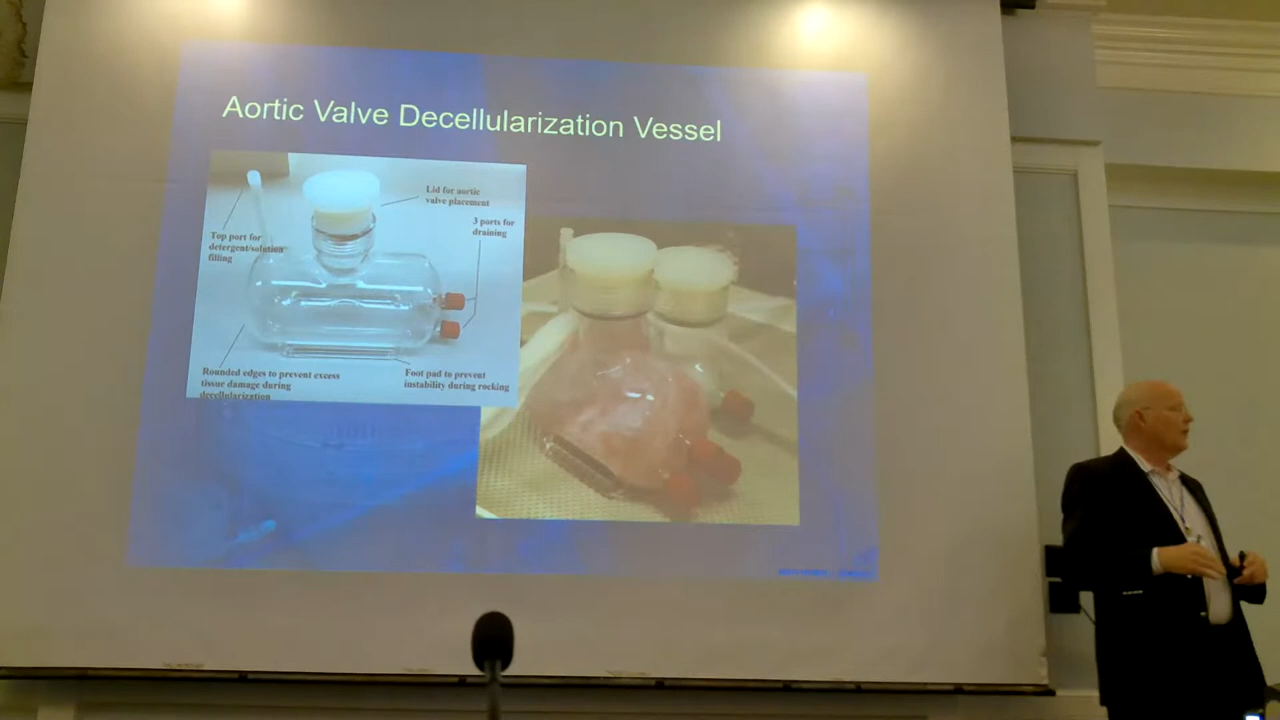 Aortic Valve Decellularization Vessel
Lid for aortic
valve placement
3 ports for
draining
Top port for
detergent/solution
filling
Rounded edges to prevent excess
tissue damage during
decellularization
Foot pad to prevent
instability during rocking